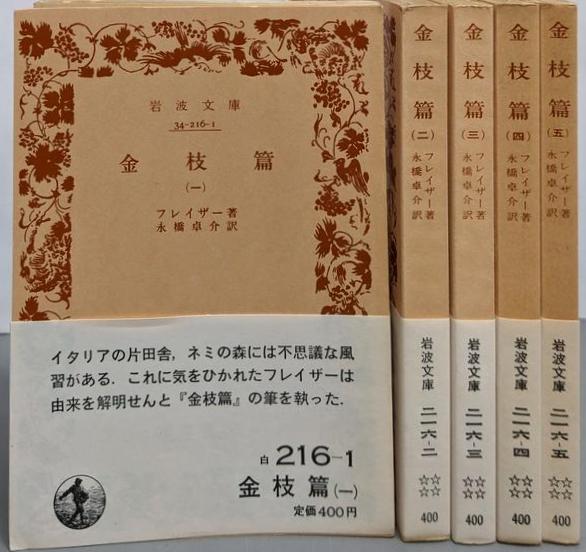 岩波文庫
34-216-1
金枝篇
(一)
フレイザー著
永橋卓介訳
イタリアの片田舎，ネミの森には不思議な風
習がある．これに気をひかれたフレイザーは
由来を解明せんと『金枝篇』の筆を執った．
白 216-1
金枝篇(一)
定価400円
金枝篇(二)
フレイザー著
永橋卓介訳
岩波文庫
二一六-二
☆☆
☆☆
400
金枝篇(三)
フレイザー著
永橋卓介訳
岩波文庫
二一六-三
☆☆
☆☆
400
金枝篇(四)
フレイザー著
永橋卓介訳
岩波文庫
二一六-四
☆☆
☆☆
400
金枝篇(五)
フレイザー著
永橋卓介訳
岩波文庫
二一六-五
☆☆
☆☆
400